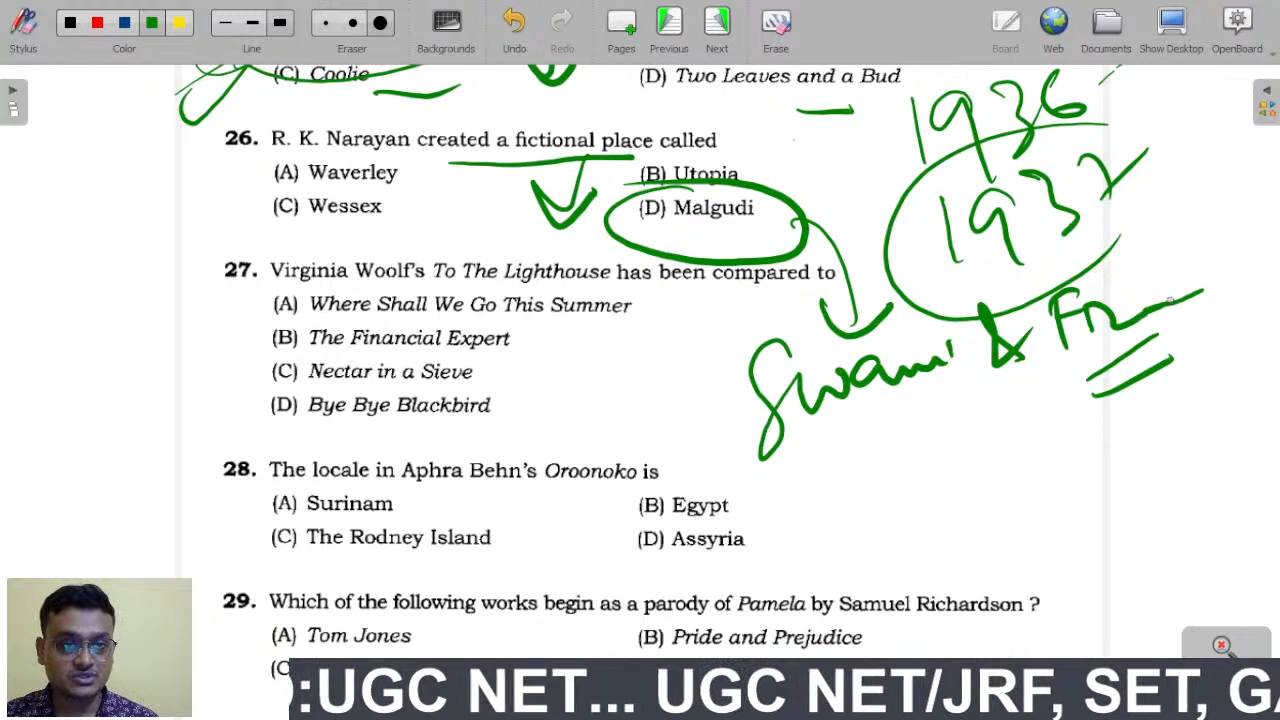 Stylus
Color
Line
Eraser
Backgrounds
Undo
Redo
Pages
Previous
Next
Erase
Board
Web
Documents
Show Desktop
OpenBoard
(C) Coolie
(D) Two Leaves and a Bud
1936
26. R. K. Narayan created a fictional place called
(A) Waverley
(B) Utopia
(C) Wessex
(D) Malgudi
1937
27. Virginia Woolf's To The Lighthouse has been compared to
(A) Where Shall We Go This Summer
(B) The Financial Expert
(C) Nectar in a Sieve
(D) Bye Bye Blackbird
Swami &
28. The locale in Aphra Behn's Oroonoko is
(A) Surinam
(B) Egypt
(C) The Rodney Island
(D) Assyria
29. Which of the following works begin as a parody of Pamela by Samuel Richardson ?
(A) Tom Jones
(B) Pride and Prejudice
:UGC NET... UGC NET/JRF, SET,